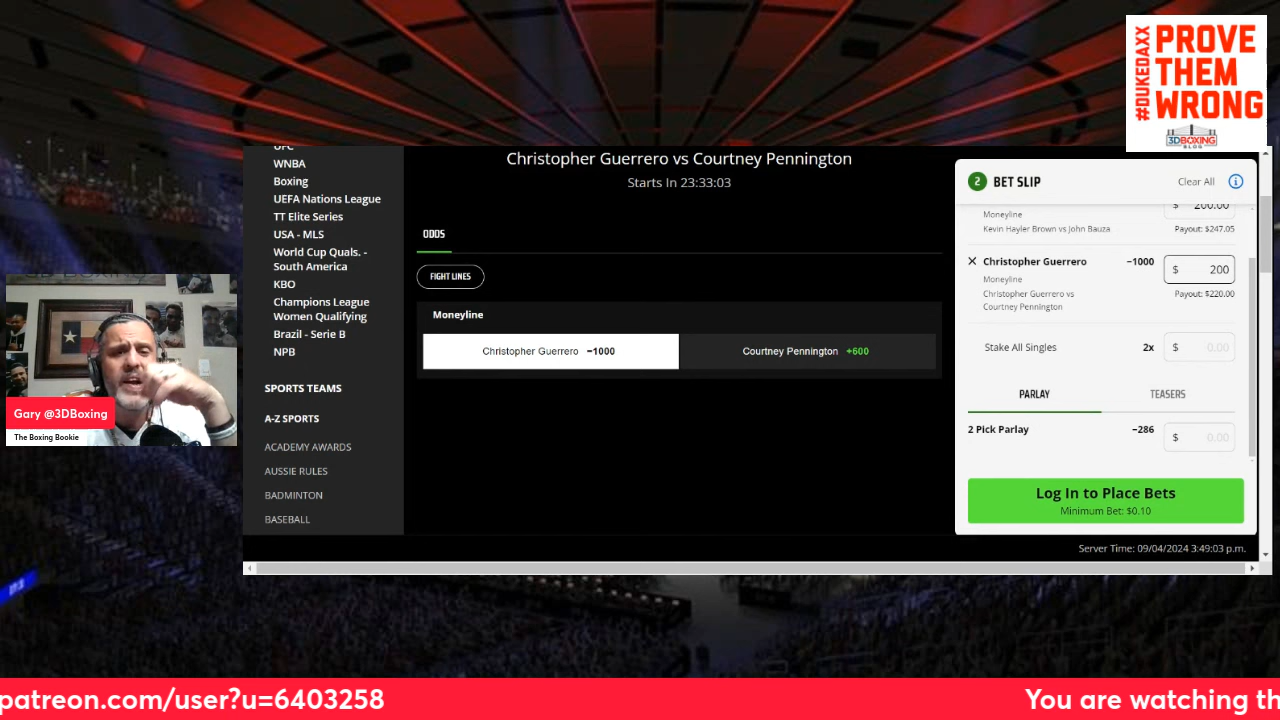 #DUKEDAXX
PROVE
THEM
WRONG
3DBOXING
BLOG
UFC
WNBA
Boxing
UEFA Nations League
TT Elite Series
USA - MLS
World Cup Quals. -
South America
KBO
Champions League
Women Qualifying
Brazil - Serie B
NPB
SPORTS TEAMS
A-Z SPORTS
ACADEMY AWARDS
AUSSIE RULES
BADMINTON
BASEBALL
Christopher Guerrero vs Courtney Pennington
Starts In 23:33:03
ODDS
FIGHT LINES
Moneyline
Christopher Guerrero −1000
Courtney Pennington +600
2 BET SLIP Clear All
$ 200.00
Moneyline
Kevin Hayler Brown vs John Bauza Payout: $247.05
Christopher Guerrero −1000 $ 200
Moneyline
Christopher Guerrero vs Payout: $220.00
Courtney Pennington
Stake All Singles 2x $ 0.00
PARLAY TEASERS
2 Pick Parlay −286 $ 0.00
Log In to Place Bets
Minimum Bet: $0.10
Server Time: 09/04/2024 3:49:03 p.m.
Gary @3DBoxing
The Boxing Bookie
patreon.com/user?u=6403258
You are watching th